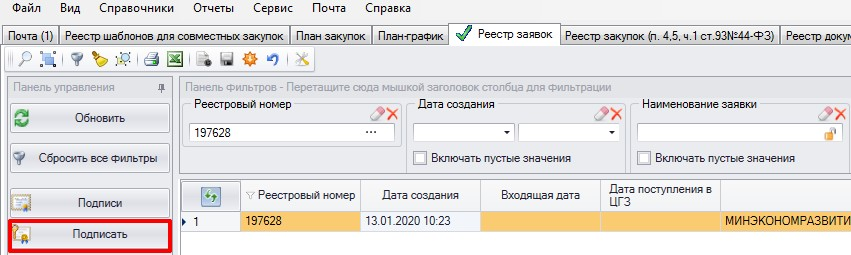 Файл Вид Справочники Отчеты Сервис Почта Справка
Почта (1) Реестр шаблонов для совместных закупок План закупок План-график Реестр заявок Реестр закупок (п. 4,5, ч.1 ст.93№44-ФЗ) Реестр докум
Панель управления
Обновить
Сбросить все фильтры
Подписи
Подписать
Панель Фильтров - Перетащите сюда мышкой заголовок столбца для фильтрации
Реестровый номер Дата создания Наименование заявки
197628 ...
Включать пустые значения Включать пустые значения
Реестровый номер Дата создания Входящая дата Дата поступления в
ЦГЗ
1 197628 13.01.2020 10:23 МИНЭКОНОМРАЗВИТИ